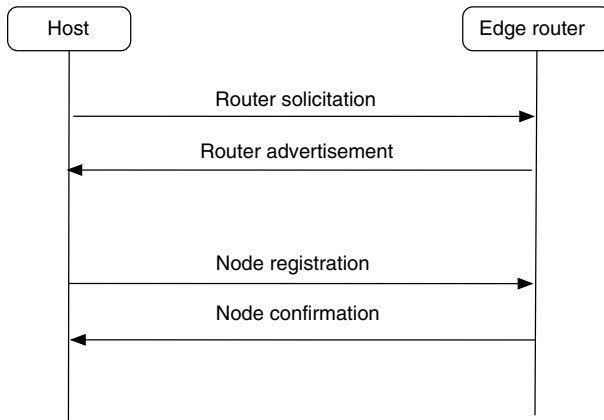 Host
Edge router
Router solicitation
Router advertisement
Node registration
Node confirmation